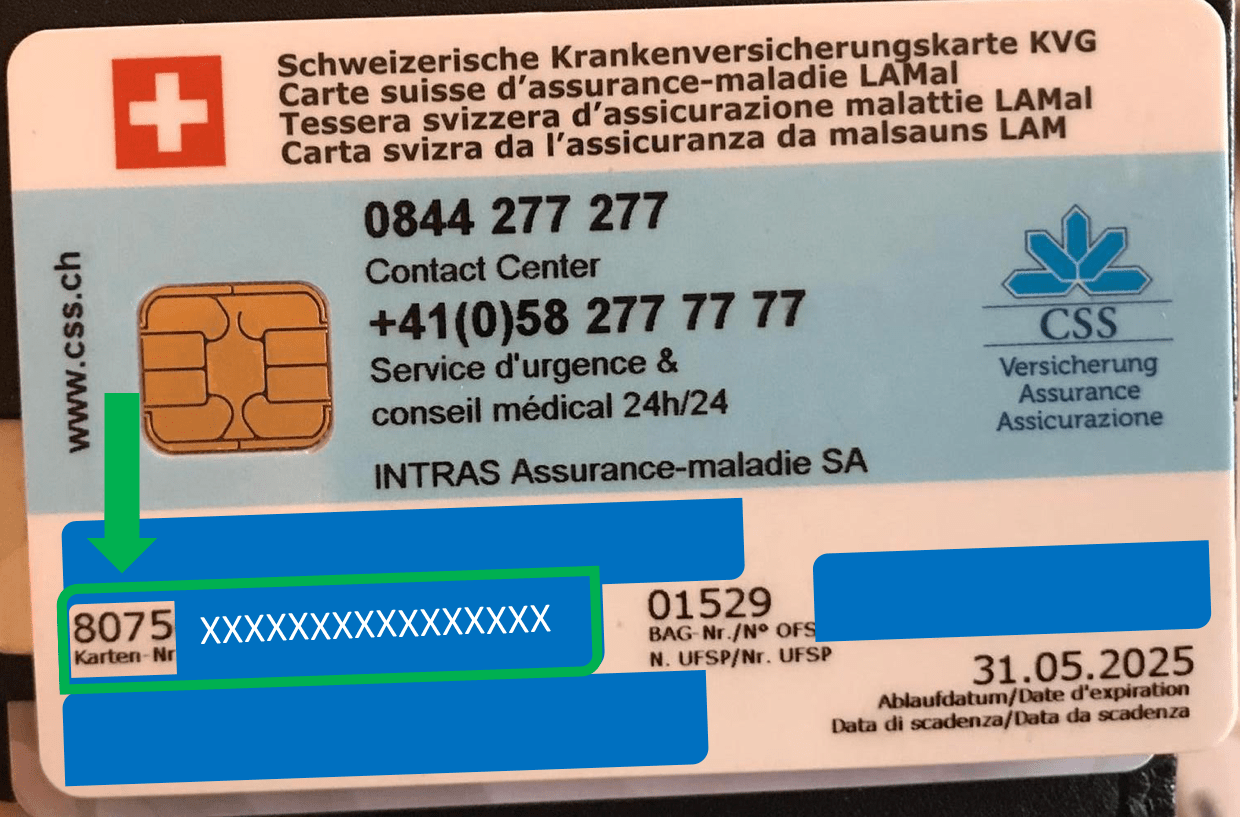 Schweizerische Krankenversicherungskarte KVG
Carte suisse d'assurance-maladie LAMal
Tessera svizzera d'assicurazione malattie LAMal
Carta svizra da l'assicuranza da malsauns LAM
www.css.ch
0844 277 277
Contact Center
+41(0)58 277 77 77
Service d'urgence &
conseil médical 24h/24
INTRAS Assurance-maladie SA
CSS
Versicherung
Assurance
Assicurazione
8075 XXXXXXXXXXXXXXXX
Karten-Nr
01529
BAG-Nr./Nº OFS
N. UFSP/Nr. UFSP
31.05.2025
Ablaufdatum/Date d'expiration
Data di scadenza/Data da scadenza